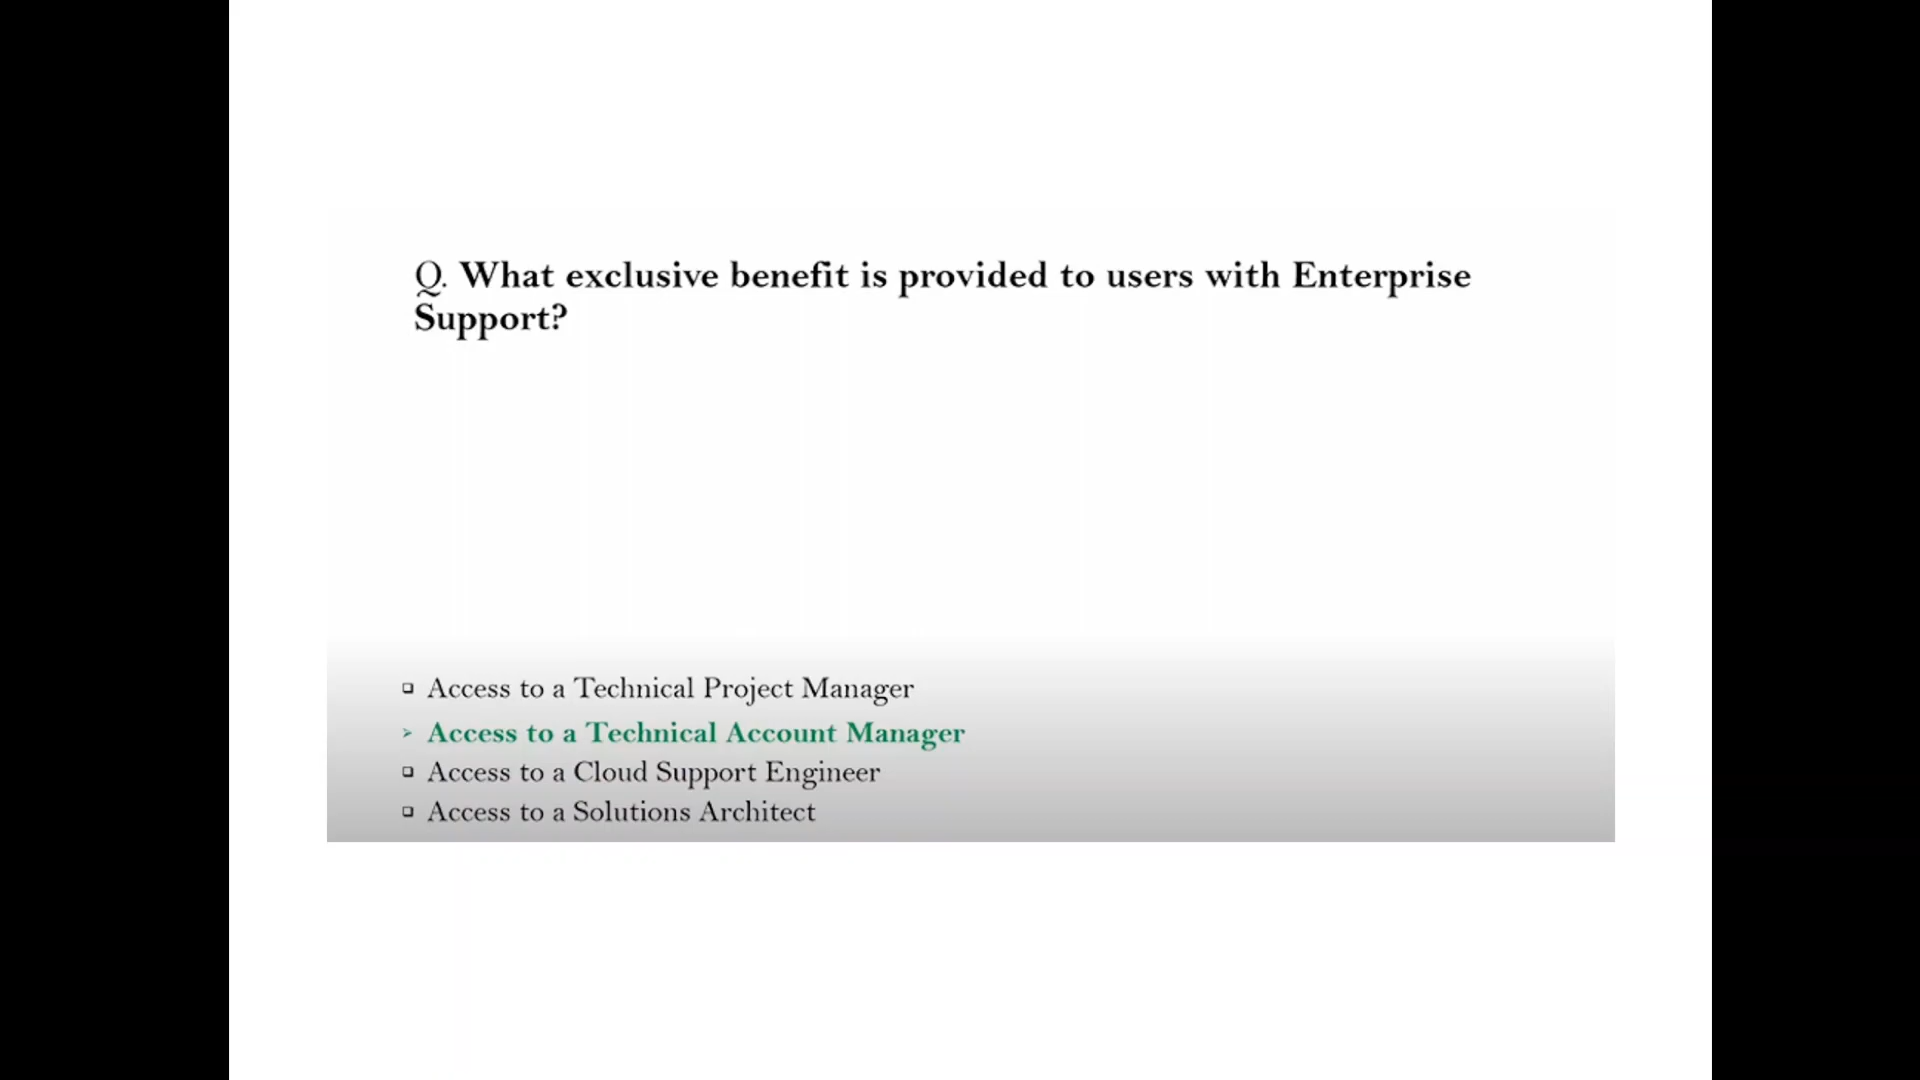 Q. What exclusive benefit is provided to users with Enterprise
Support?
Access to a Technical Project Manager
Access to a Technical Account Manager
Access to a Cloud Support Engineer
Access to a Solutions Architect